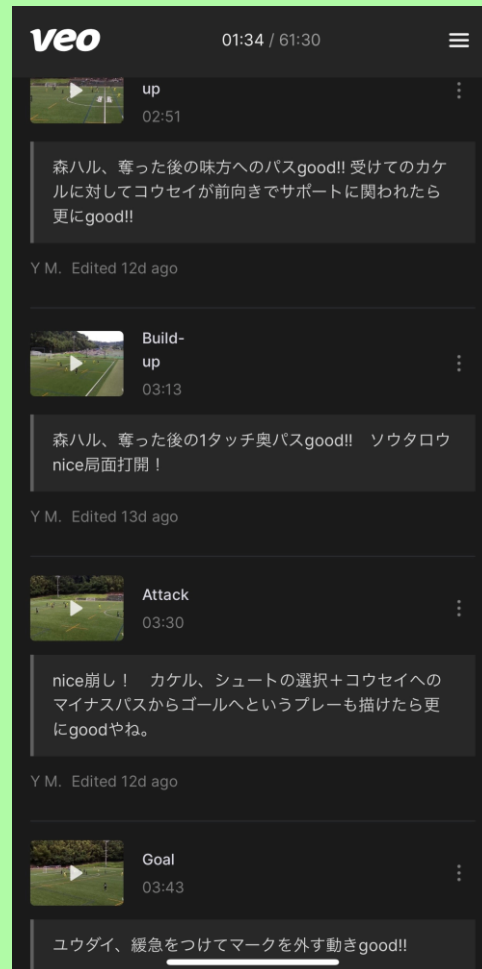 veo
01:34 / 61:30
up
02:51
森ハル、奪った後の味方へのパスgood!! 受けてのカケ
ルに対してコウセイが前向きでサポートに関われたら
更にgood!!
Y M. Edited 12d ago
Build-
up
03:13
森ハル、奪った後の1タッチ奥パスgood!!　ソウタロウ
nice局面打開！
Y M. Edited 13d ago
Attack
03:30
nice崩し！　カケル、シュートの選択＋コウセイへの
マイナスパスからゴールへというプレーも描けたら更
にgoodやね。
Y M. Edited 12d ago
Goal
03:43
ユウダイ、緩急をつけてマークを外す動きgood!!